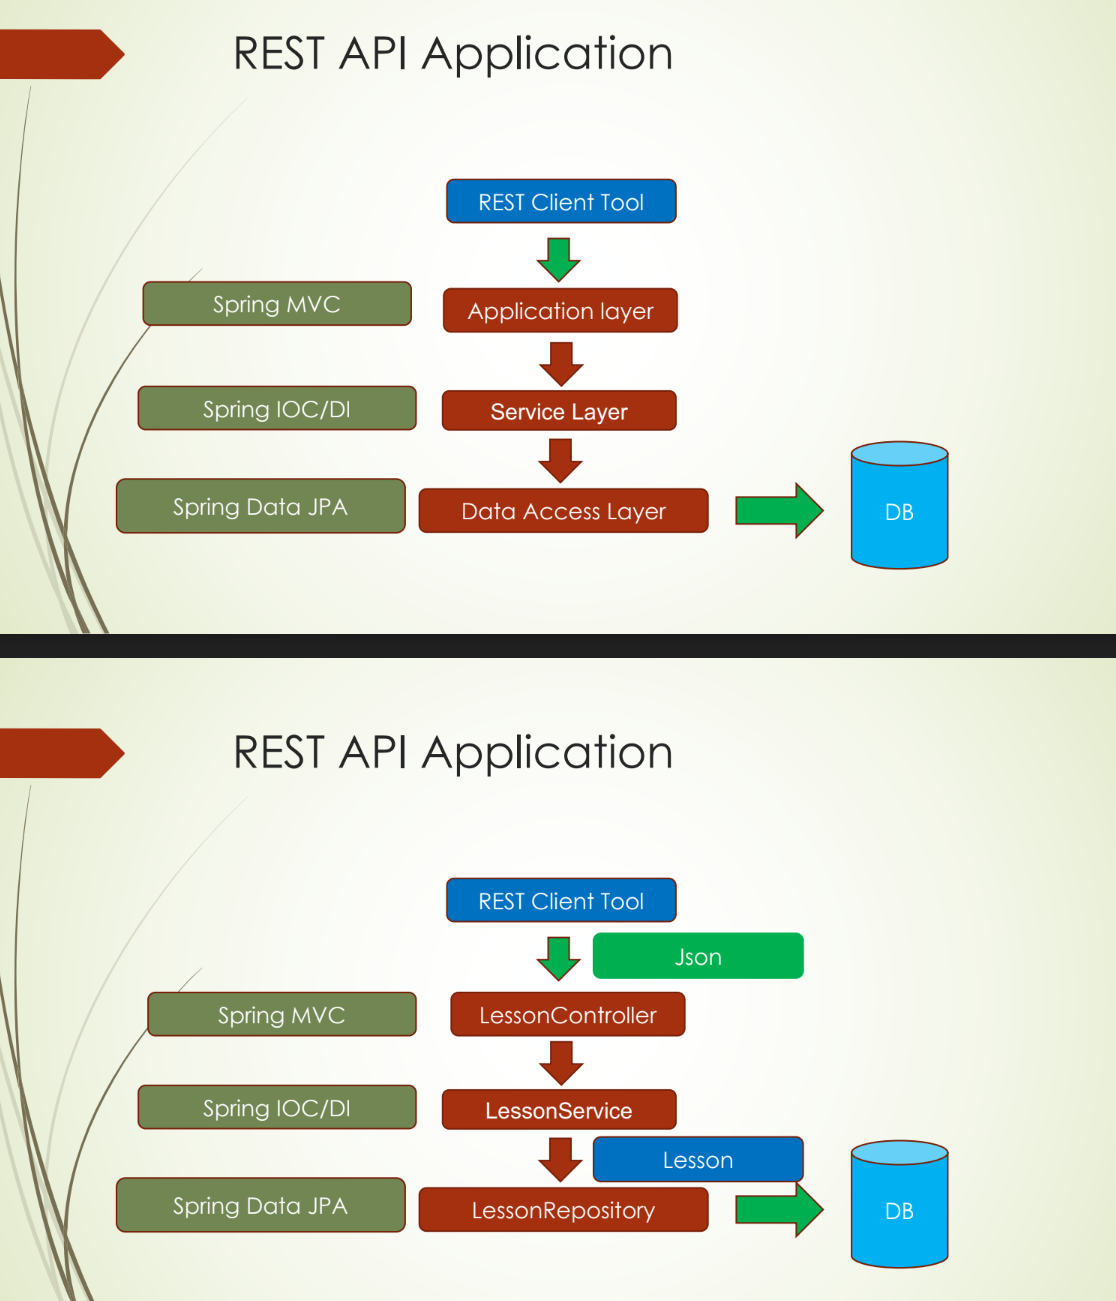 REST API Application
REST Client Tool
Spring MVC
Application layer
Spring IOC/DI
Service Layer
Spring Data JPA
Data Access Layer
DB
REST API Application
REST Client Tool
Json
Spring MVC
LessonController
Spring IOC/DI
LessonService
Lesson
Spring Data JPA
LessonRepository
DB